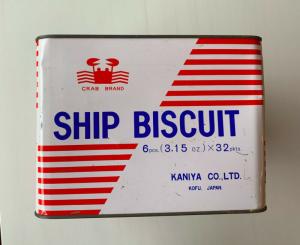 CRAB BRAND
SHIP BISCUIT
6pcs.(3.15 oz.)×32pkts.
KANIYA CO.,LTD.
KOFU, JAPAN.